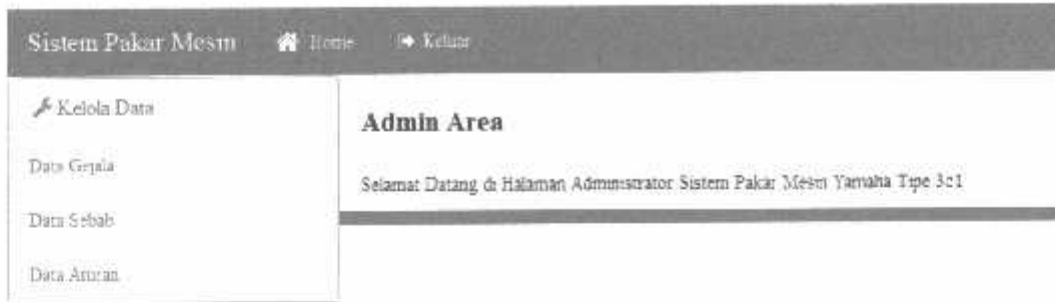 Sistem Pakar Mesin Home Keluar
Kelola Data
Data Gejala
Data Sebab
Data Aturan
Admin Area
Selamat Datang di Halaman Administrator Sistem Pakar Mesin Yamaha Tipe 3c1